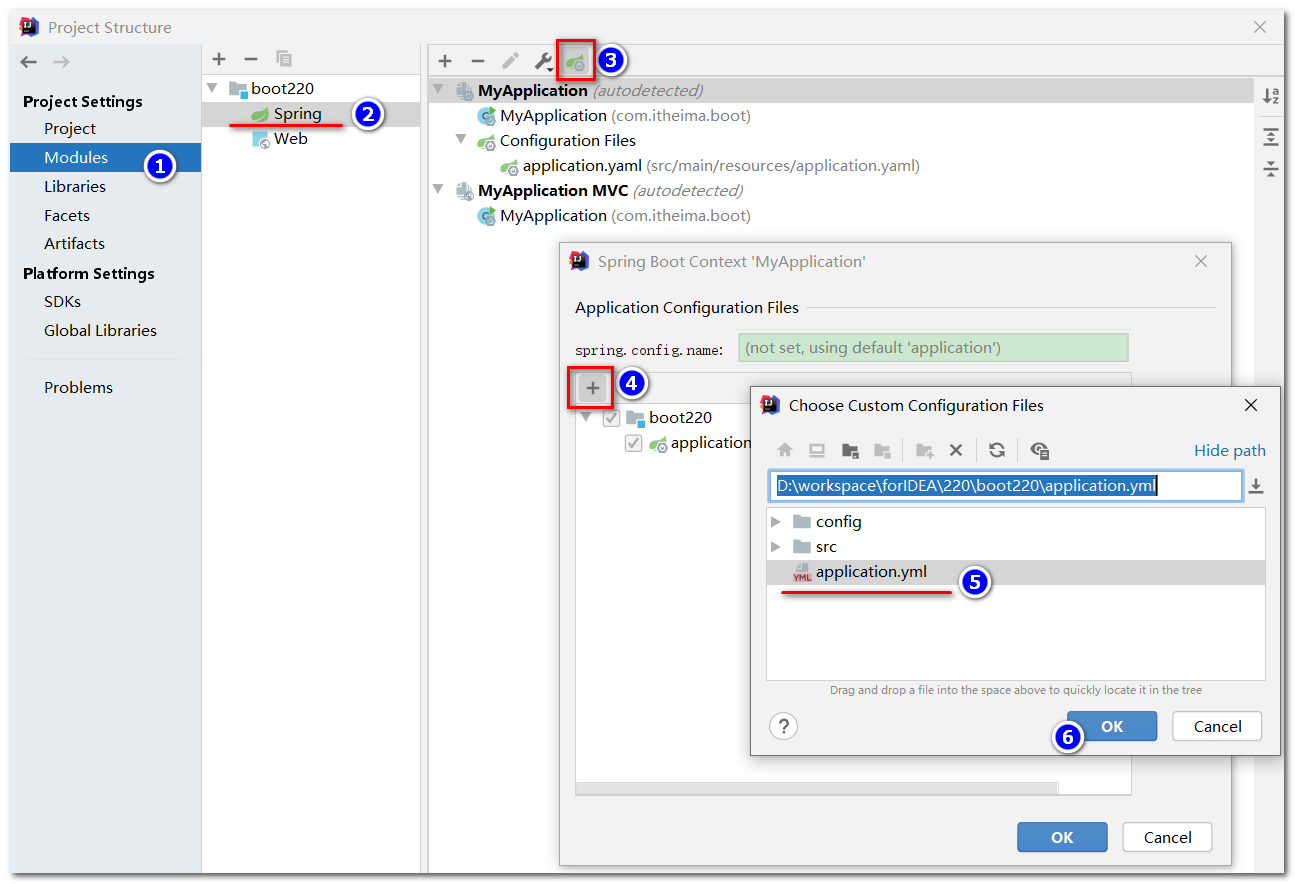 Project Structure
Project Settings
Project
Modules
1
Libraries
Facets
Artifacts
Platform Settings
SDKs
Global Libraries
Problems
boot220
Spring
2
Web
3
MyApplication (autodetected)
MyApplication (com.itheima.boot)
Configuration Files
application.yaml (src/main/resources/application.yaml)
MyApplication MVC (autodetected)
MyApplication (com.itheima.boot)
Spring Boot Context 'MyApplication'
Application Configuration Files
spring.config.name: (not set, using default 'application')
4
boot220
application
Choose Custom Configuration Files
Hide path
D:\workspace\forIDEA\220\boot220\application.yml
config
src
YML application.yml
5
Drag and drop a file into the space above to quickly locate it in the tree
? 6 OK Cancel
OK Cancel